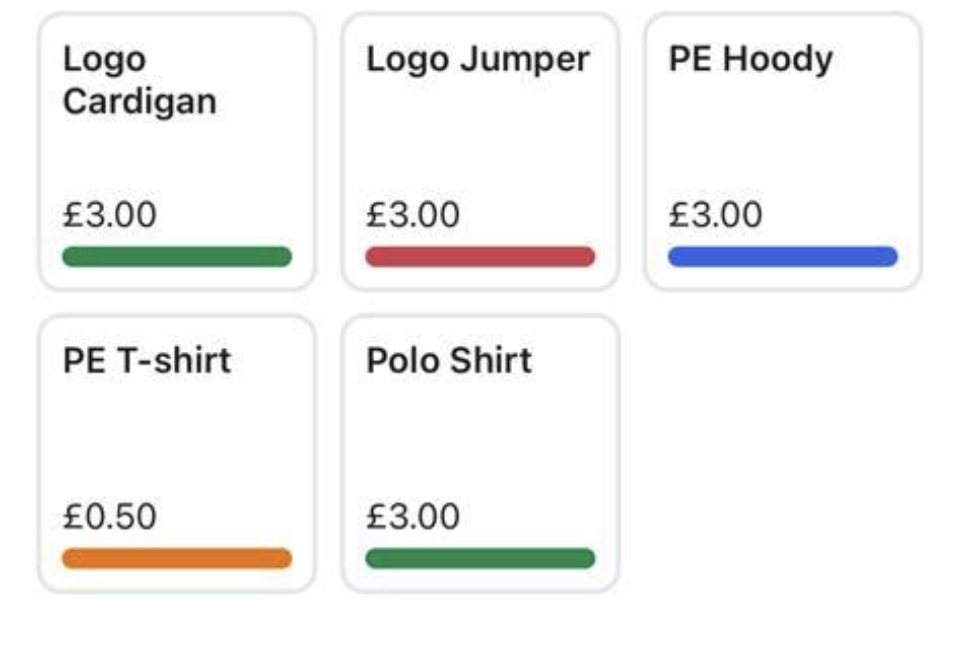 Logo
Cardigan
£3.00
Logo Jumper
£3.00
PE Hoody
£3.00
PE T-shirt
£0.50
Polo Shirt
£3.00